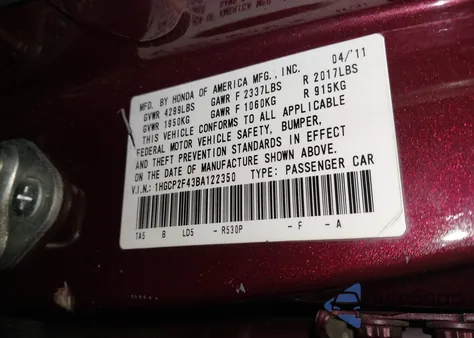 MFD. BY HONDA OF AMERICA MFG., INC. 04/'11
GVWR 4299LBS GAWR F 2337LBS R 2017LBS
GVWR 1950KG GAWR F 1060KG R 915KG
THIS VEHICLE CONFORMS TO ALL APPLICABLE
FEDERAL MOTOR VEHICLE SAFETY, BUMPER,
AND THEFT PREVENTION STANDARDS IN EFFECT
ON THE DATE OF MANUFACTURE SHOWN ABOVE.
V.I.N.: 1HGCP2F43BA122350 TYPE: PASSENGER CAR
TA5 B LD5 - R530P - F - A